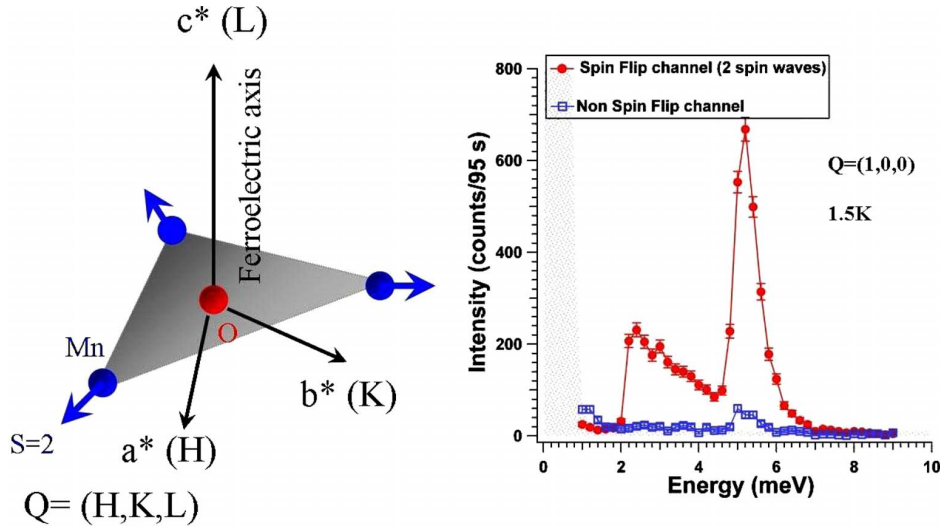 c* (L)
Ferroelectric axis
O
Mn
S=2
a* (H)
b* (K)
Q= (H,K,L)
800
600
400
200
0
Intensity (counts/95 s)
Spin Flip channel (2 spin waves)
Non Spin Flip channel
Q=(1,0,0)
1.5K
0 2 4 6 8 10
Energy (meV)